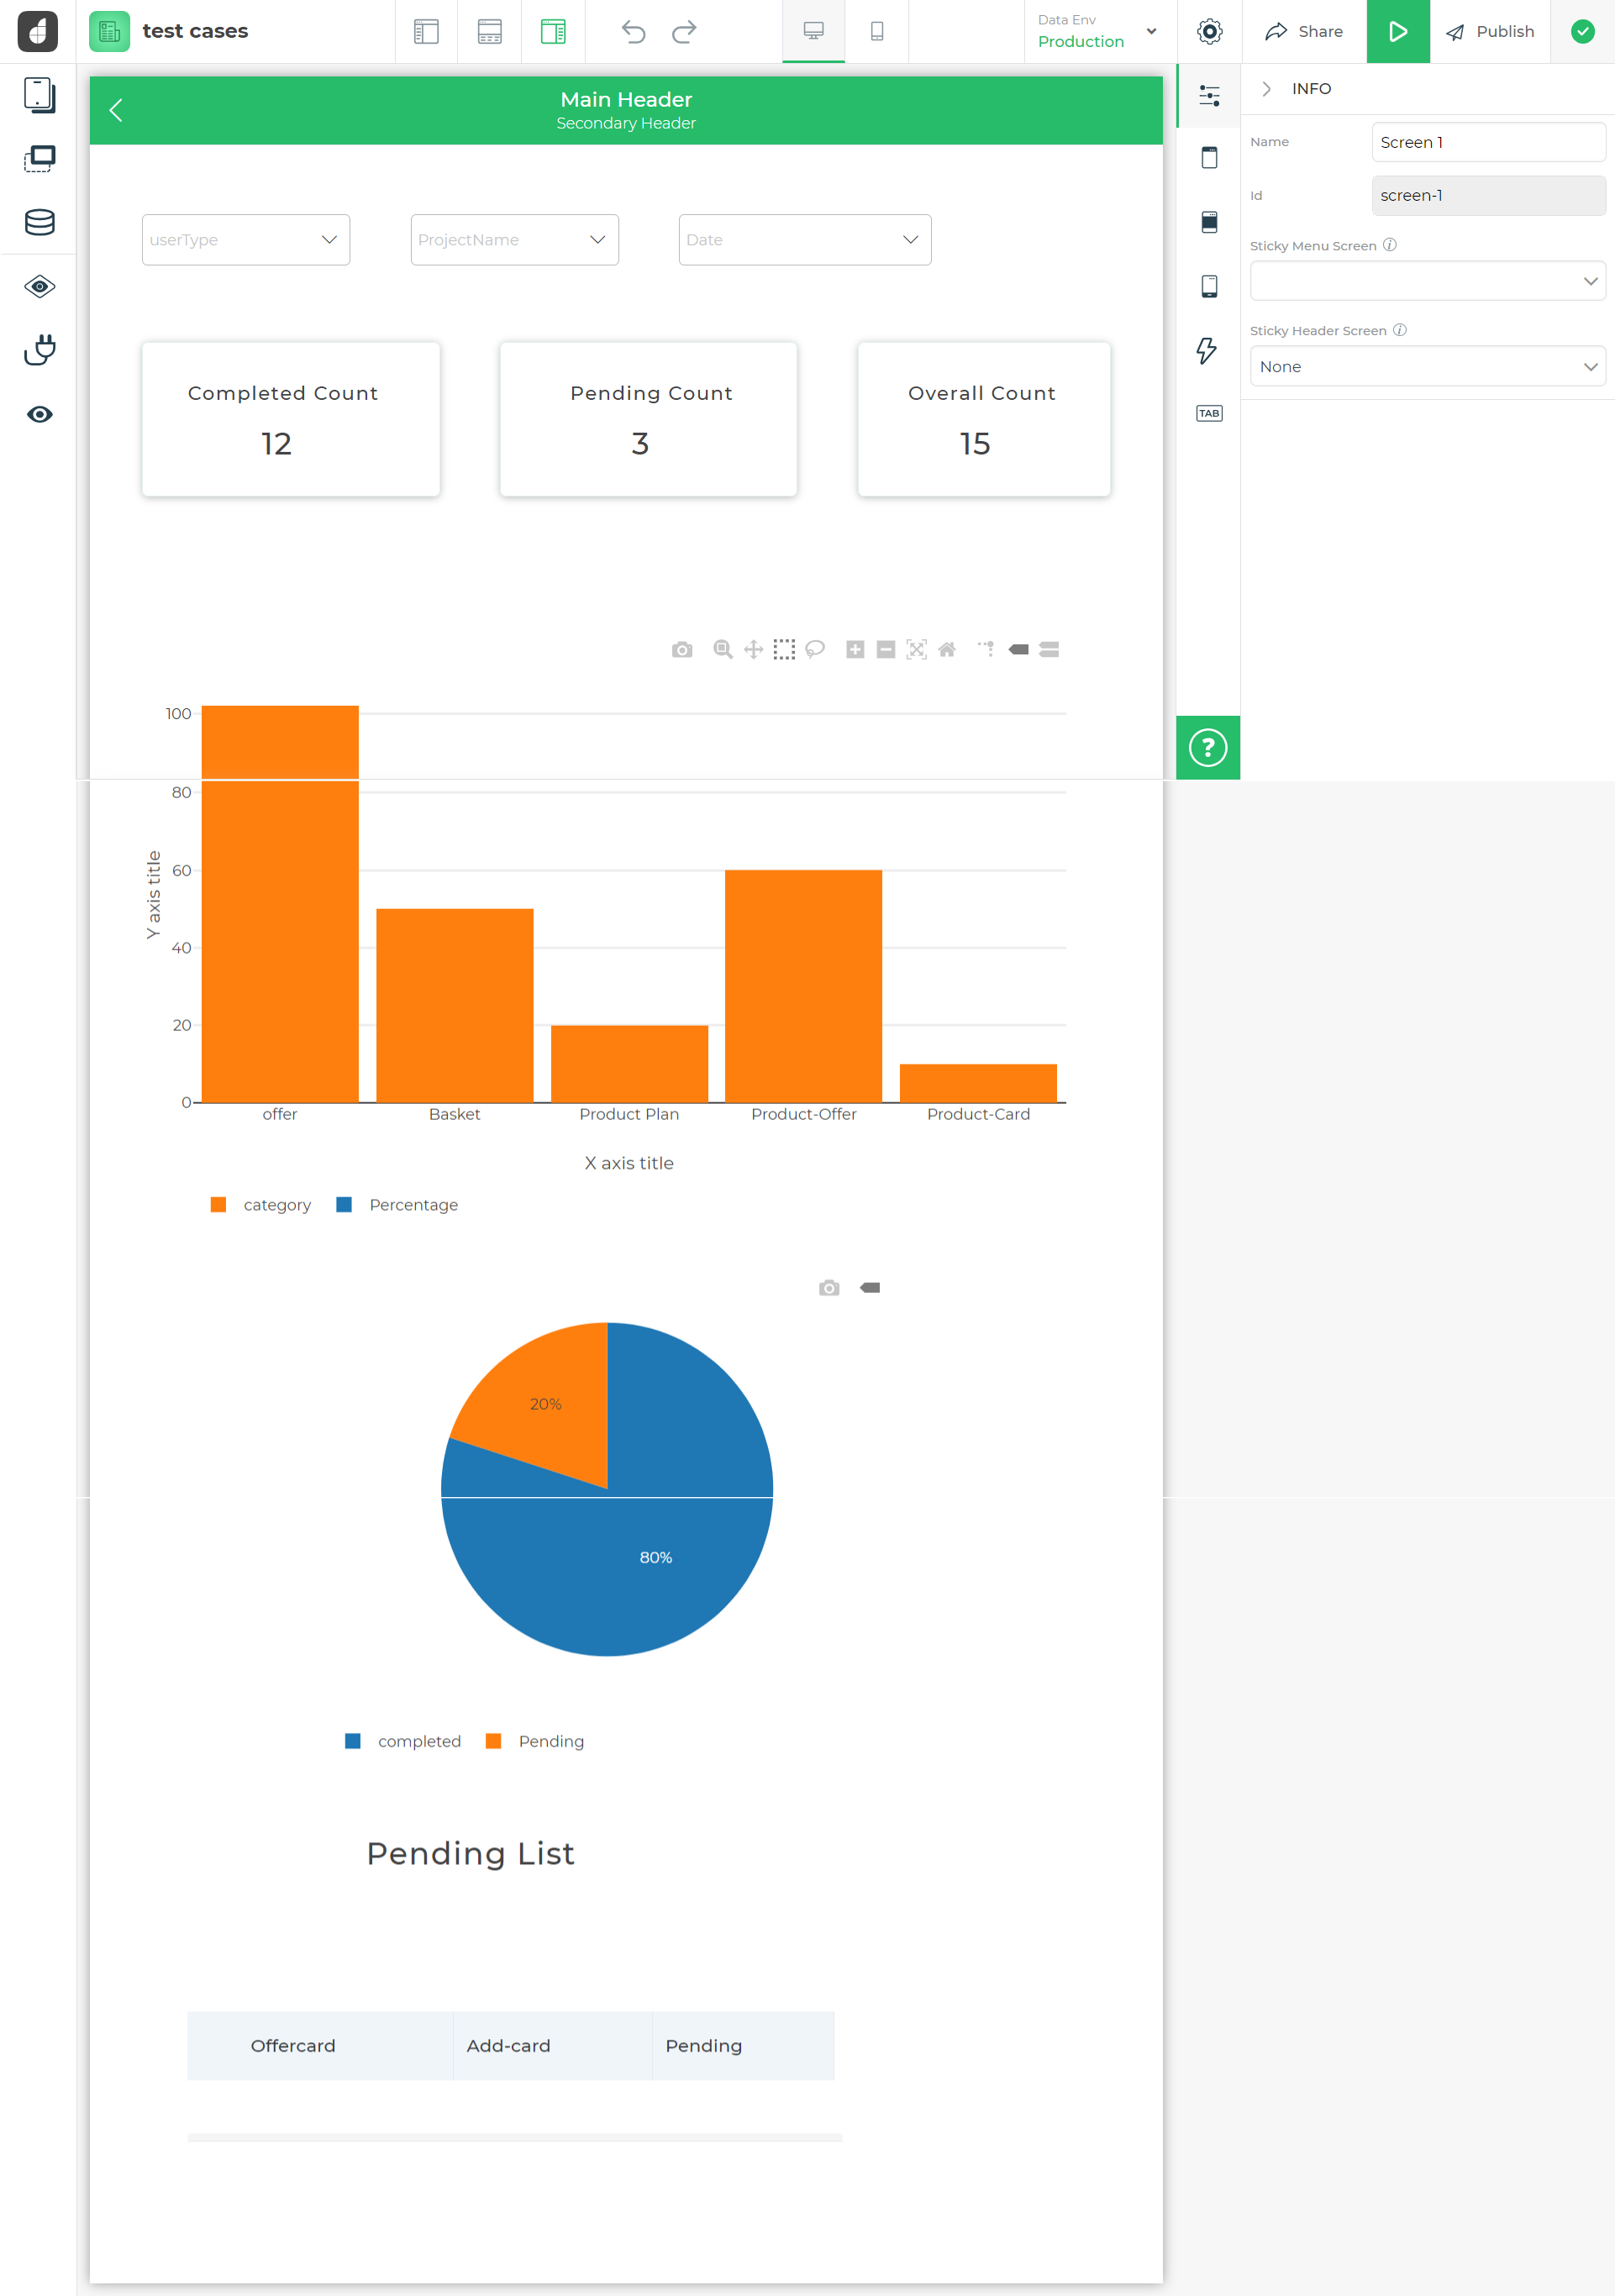 test cases
Data Env
Production
Share
Publish
Main Header
Secondary Header
INFO
Name
Screen 1
Id
screen-1
Sticky Menu Screen
Sticky Header Screen
None
TAB
userType
ProjectName
Date
Completed Count
12
Pending Count
3
Overall Count
15
?
100
80
60
40
20
0
Y axis title
offer
Basket
Product Plan
Product-Offer
Product-Card
X axis title
category
Percentage
20%
80%
completed
Pending
Pending List
Offercard
Add-card
Pending